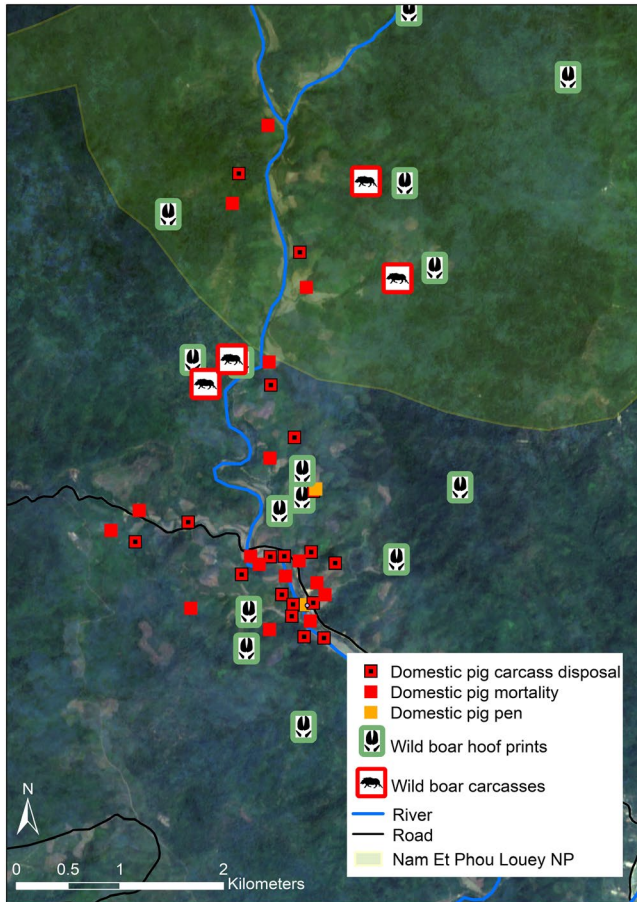 Domestic pig carcass disposal
Domestic pig mortality
Domestic pig pen
Wild boar hoof prints
Wild boar carcasses
River
Road
Nam Et Phou Louey NP
N
0 0.5 1 2
Kilometers